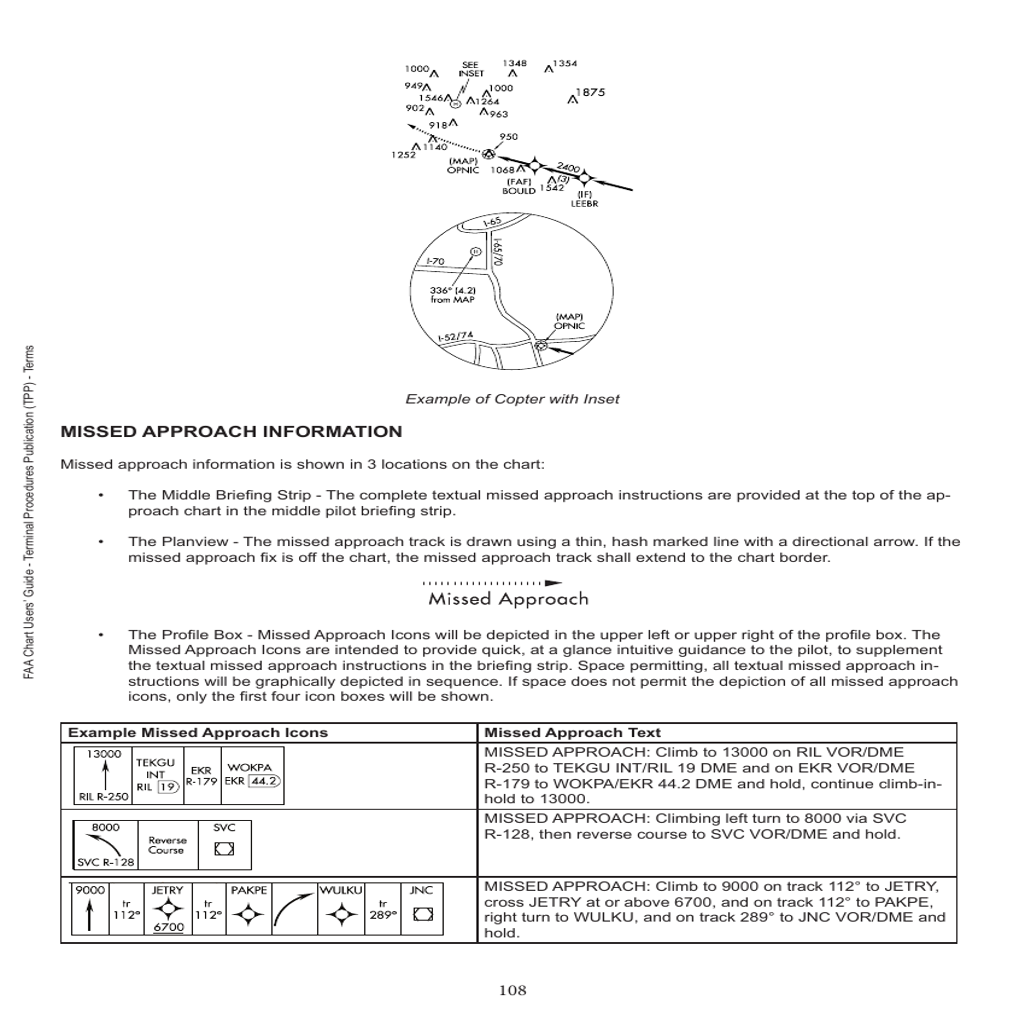 SEE
INSET
1348
1354
1000
949
1546
1000
1264
1875
902
963
918
950
1140
1252
(MAP)
OPNIC
1068
2400
(3)
(FAF)
BOULD
1542
(IF)
LEEBR
I-65
I-65/70
H
I-70
336° (4.2)
from MAP
(MAP)
OPNIC
I-52/74
Example of Copter with Inset
MISSED APPROACH INFORMATION
Missed approach information is shown in 3 locations on the chart:
• The Middle Briefing Strip - The complete textual missed approach instructions are provided at the top of the ap-
proach chart in the middle pilot briefing strip.
• The Planview - The missed approach track is drawn using a thin, hash marked line with a directional arrow. If the
missed approach fix is off the chart, the missed approach track shall extend to the chart border.
Missed Approach
• The Profile Box - Missed Approach Icons will be depicted in the upper left or upper right of the profile box. The
Missed Approach Icons are intended to provide quick, at a glance intuitive guidance to the pilot, to supplement
the textual missed approach instructions in the briefing strip. Space permitting, all textual missed approach in-
structions will be graphically depicted in sequence. If space does not permit the depiction of all missed approach
icons, only the first four icon boxes will be shown.
Example Missed Approach Icons
Missed Approach Text
13000
RIL R-250
TEKGU
INT
RIL 19
EKR
R-179
WOKPA
EKR 44.2
MISSED APPROACH: Climb to 13000 on RIL VOR/DME
R-250 to TEKGU INT/RIL 19 DME and on EKR VOR/DME
R-179 to WOKPA/EKR 44.2 DME and hold, continue climb-in-
hold to 13000.
8000
SVC R-128
Reverse
Course
SVC
MISSED APPROACH: Climbing left turn to 8000 via SVC
R-128, then reverse course to SVC VOR/DME and hold.
9000
tr
112°
JETRY
6700
tr
112°
PAKPE
WULKU
tr
289°
JNC
MISSED APPROACH: Climb to 9000 on track 112° to JETRY,
cross JETRY at or above 6700, and on track 112° to PAKPE,
right turn to WULKU, and on track 289° to JNC VOR/DME and
hold.
108
FAA Chart Users' Guide - Terminal Procedures Publication (TPP) - Terms